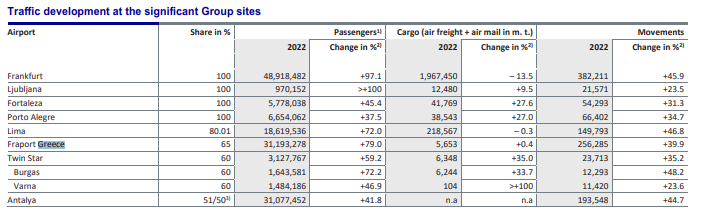 Traffic development at the significant Group sites
Airport Share in % Passengers1) Cargo (air freight + air mail in m. t.) Movements
2022 Change in %2) 2022 Change in %2) 2022 Change in %2)
Frankfurt 100 48,918,482 +97.1 1,967,450 – 13.5 382,211 +45.9
Ljubljana 100 970,152 >+100 12,480 +9.5 21,571 +23.5
Fortaleza 100 5,778,038 +45.4 41,769 +27.6 54,293 +31.3
Porto Alegre 100 6,654,062 +37.5 38,543 +27.0 66,402 +34.7
Lima 80.01 18,619,536 +72.0 218,567 – 0.3 149,793 +46.8
Fraport Greece 65 31,193,278 +79.0 5,653 +0.4 256,285 +39.9
Twin Star 60 3,127,767 +59.2 6,348 +35.0 23,713 +35.2
Burgas 60 1,643,581 +72.2 6,244 +33.7 12,293 +48.2
Varna 60 1,484,186 +46.9 104 >+100 11,420 +23.6
Antalya 51/503) 31,077,452 +41.8 n.a n.a 193,548 +44.7